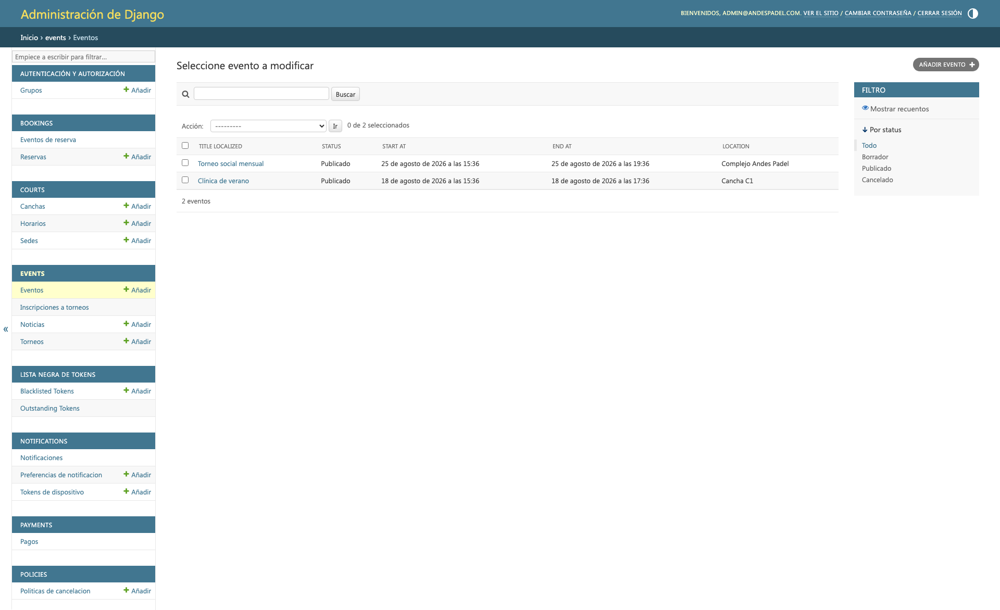 Administración de Django
BIENVENIDOS, ADMIN@ANDESPADEL.COM. VER EL SITIO / CAMBIAR CONTRASEÑA / CERRAR SESIÓN
Inicio › events › Eventos
Empiece a escribir para filtrar...
AUTENTICACIÓN Y AUTORIZACIÓN
Grupos Añadir
BOOKINGS
Eventos de reserva
Reservas Añadir
COURTS
Canchas Añadir
Horarios Añadir
Sedes Añadir
EVENTS
Eventos Añadir
Inscripciones a torneos
Noticias Añadir
Torneos Añadir
LISTA NEGRA DE TOKENS
Blacklisted Tokens Añadir
Outstanding Tokens
NOTIFICATIONS
Notificaciones
Preferencias de notificacion Añadir
Tokens de dispositivo Añadir
PAYMENTS
Pagos
POLICIES
Politicas de cancelacion Añadir
«
Seleccione evento a modificar
AÑADIR EVENTO
Buscar
Acción: --------- Ir 0 de 2 seleccionados
TITLE LOCALIZED STATUS START AT END AT LOCATION
Torneo social mensual Publicado 25 de agosto de 2026 a las 15:36 25 de agosto de 2026 a las 19:36 Complejo Andes Padel
Clínica de verano Publicado 18 de agosto de 2026 a las 15:36 18 de agosto de 2026 a las 17:36 Cancha C1
2 eventos
FILTRO
Mostrar recuentos
↓ Por status
Todo
Borrador
Publicado
Cancelado